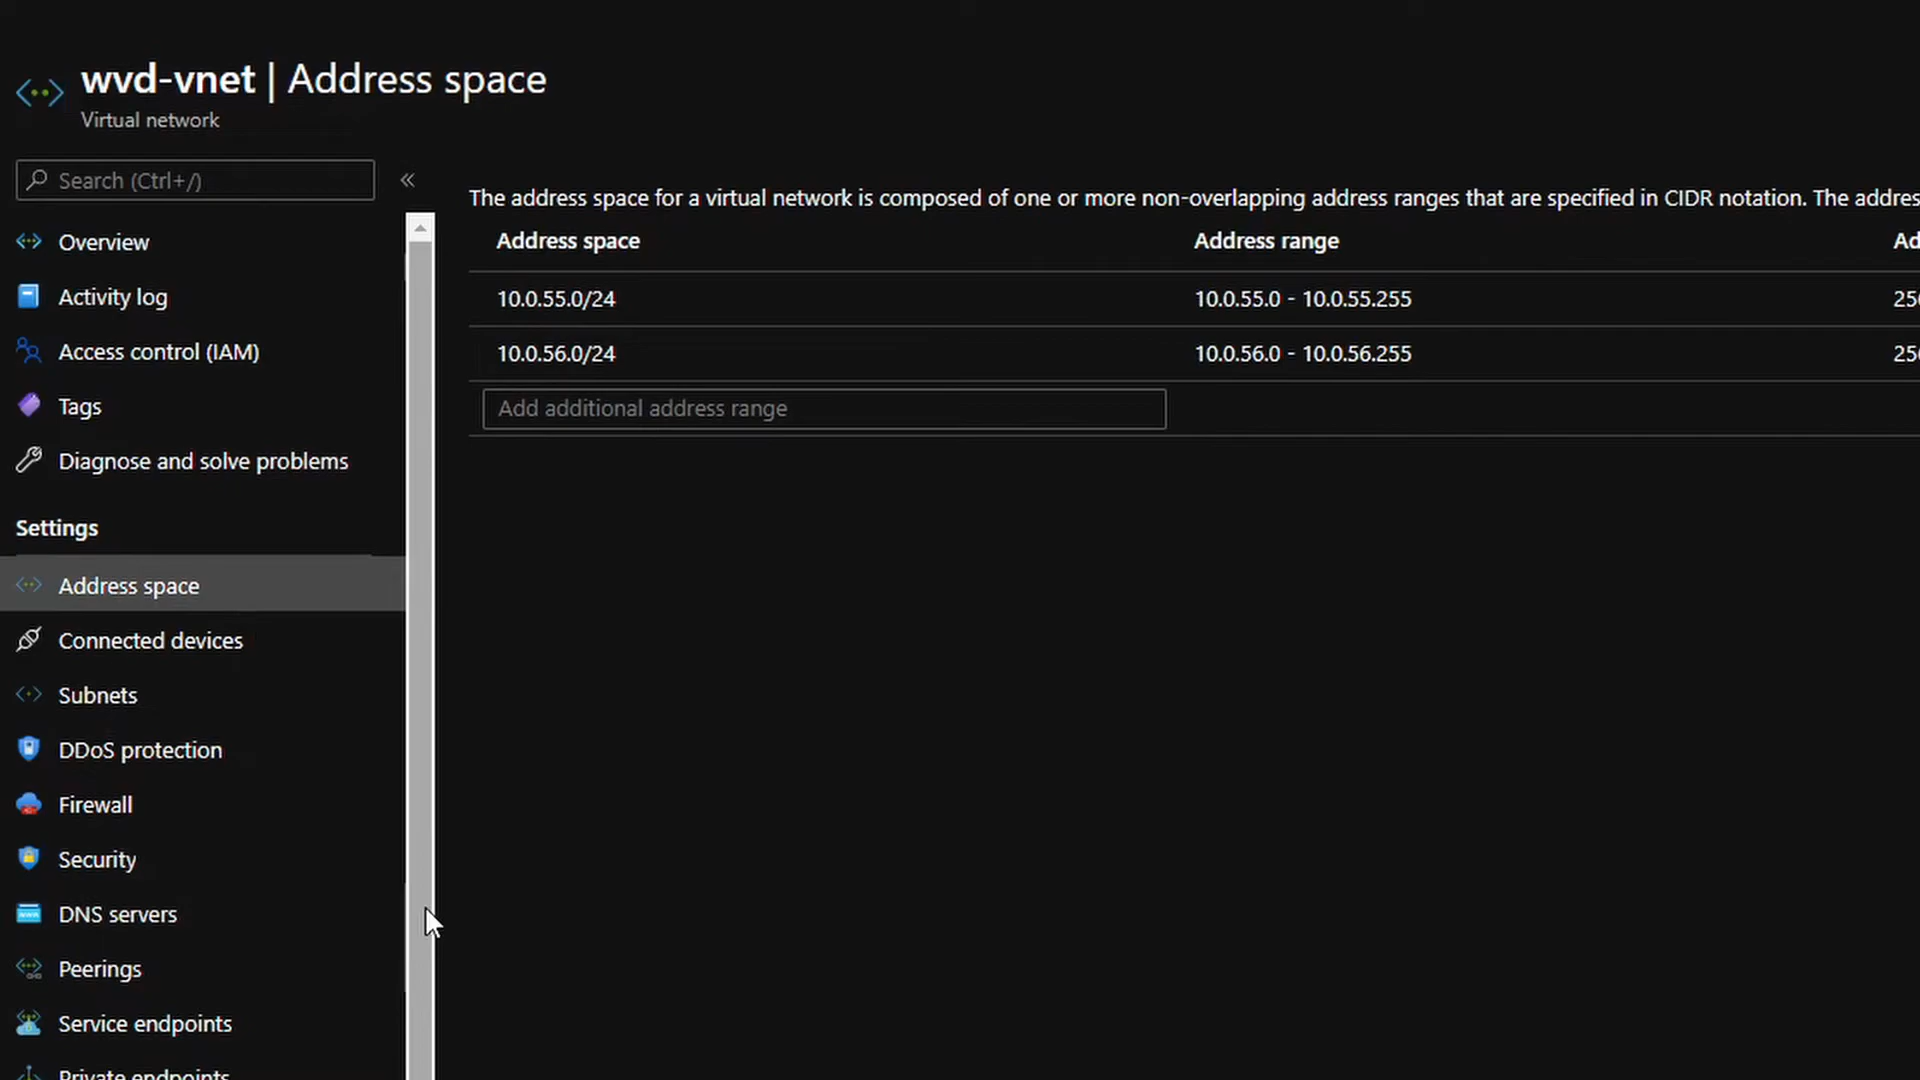 wvd-vnet | Address space
Virtual network
Search (Ctrl+/)
The address space for a virtual network is composed of one or more non-overlapping address ranges that are specified in CIDR notation. The
Address space Address range
10.0.55.0/24 10.0.55.0 - 10.0.55.255
10.0.56.0/24 10.0.56.0 - 10.0.56.255
Add additional address range
Overview
Activity log
Access control (IAM)
Tags
Diagnose and solve problems
Settings
Address space
Connected devices
Subnets
DDoS protection
Firewall
Security
DNS servers
Peerings
Service endpoints
Private endpoints